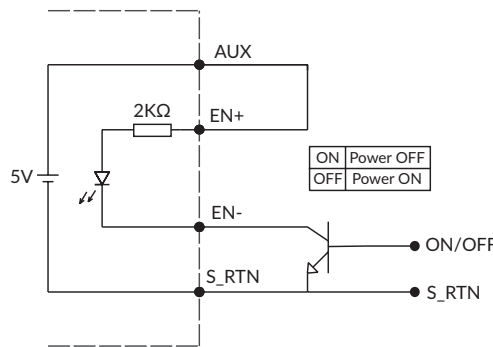 AUX
2KΩ
EN+
ON Power OFF
OFF Power ON
5V
EN-
ON/OFF
S_RTN
S_RTN